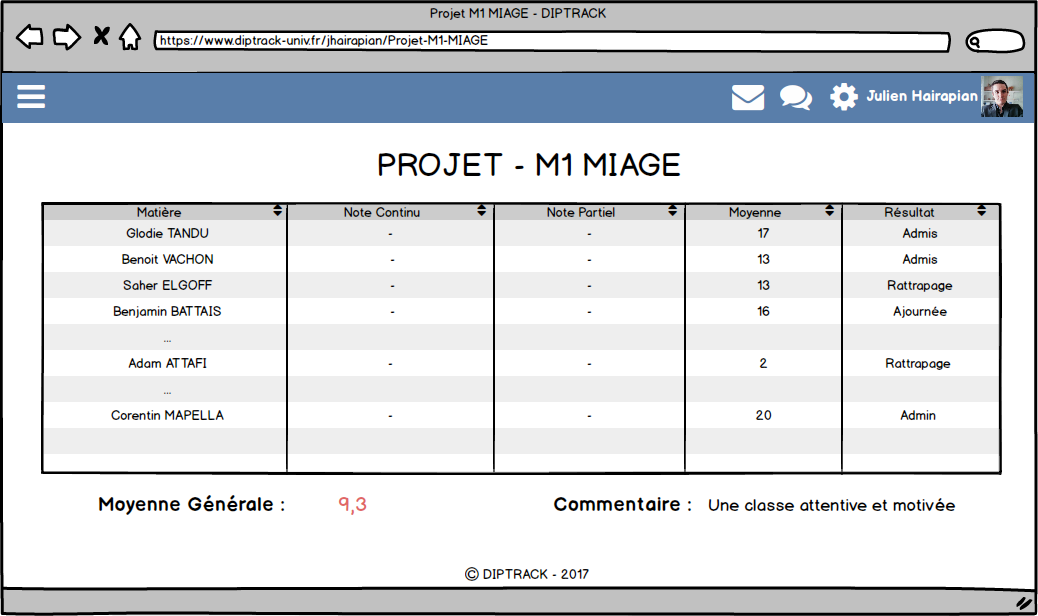 Projet M1 MIAGE - DIPTRACK
https://www.diptrack-univ.fr/jhairapian/Projet-M1-MIAGE
Julien Hairapian
PROJET - M1 MIAGE
Matière Note Continu Note Partiel Moyenne Résultat
Glodie TANDU - - 17 Admis
Benoit VACHON - - 13 Admis
Saher ELGOFF - - 13 Rattrapage
Benjamin BATTAIS - - 16 Ajournée
...
Adam ATTAFI - - 2 Rattrapage
...
Corentin MAPELLA - - 20 Admin
Moyenne Générale : 9,3 Commentaire : Une classe attentive et motivée
© DIPTRACK - 2017